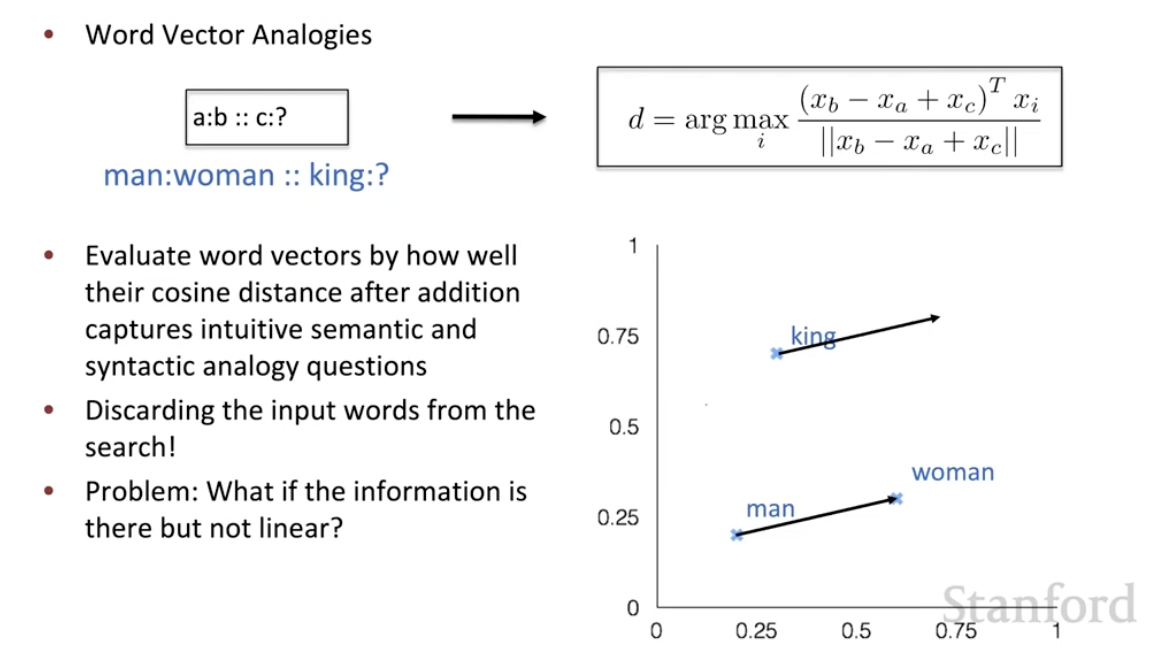 • Word Vector Analogies
a:b :: c:?
man:woman :: king:?
d = arg max_i (x_b − x_a + x_c)^T x_i / ||x_b − x_a + x_c||
• Evaluate word vectors by how well
their cosine distance after addition
captures intuitive semantic and
syntactic analogy questions
• Discarding the input words from the
search!
• Problem: What if the information is
there but not linear?
1
0.75
0.5
0.25
0
king
woman
man
0 0.25 0.5 0.75 1
Stanford